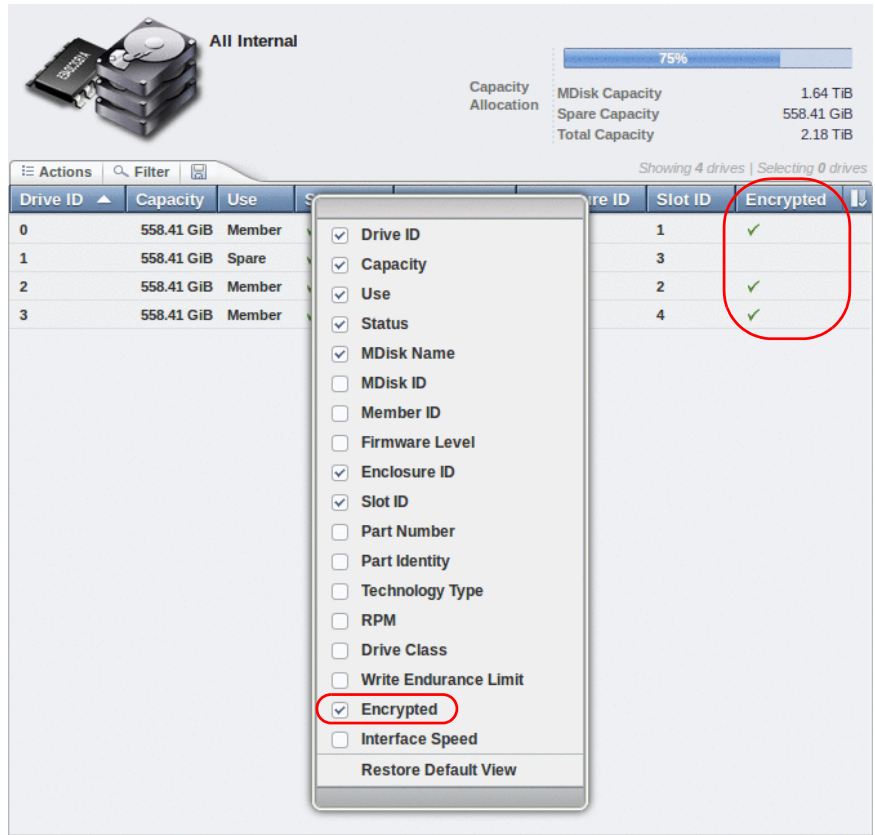 All Internal
75%
Capacity Allocation
MDisk Capacity 1.64 TiB
Spare Capacity 558.41 GiB
Total Capacity 2.18 TiB
Actions Filter
Showing 4 drives | Selecting 0 drives
Drive ID Capacity Use S re ID Slot ID Encrypted
0 558.41 GiB Member 1
1 558.41 GiB Spare 3
2 558.41 GiB Member 2
3 558.41 GiB Member 4
Drive ID
Capacity
Use
Status
MDisk Name
MDisk ID
Member ID
Firmware Level
Enclosure ID
Slot ID
Part Number
Part Identity
Technology Type
RPM
Drive Class
Write Endurance Limit
Encrypted
Interface Speed
Restore Default View